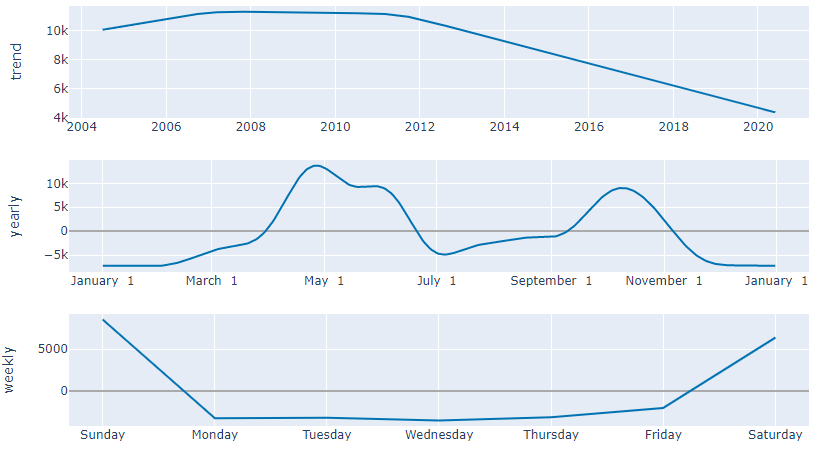 trend
10k
8k
6k
4k
2004 2006 2008 2010 2012 2014 2016 2018 2020
yearly
10k
5k
0
−5k
January 1 March 1 May 1 July 1 September 1 November 1 January 1
weekly
5000
0
Sunday Monday Tuesday Wednesday Thursday Friday Saturday